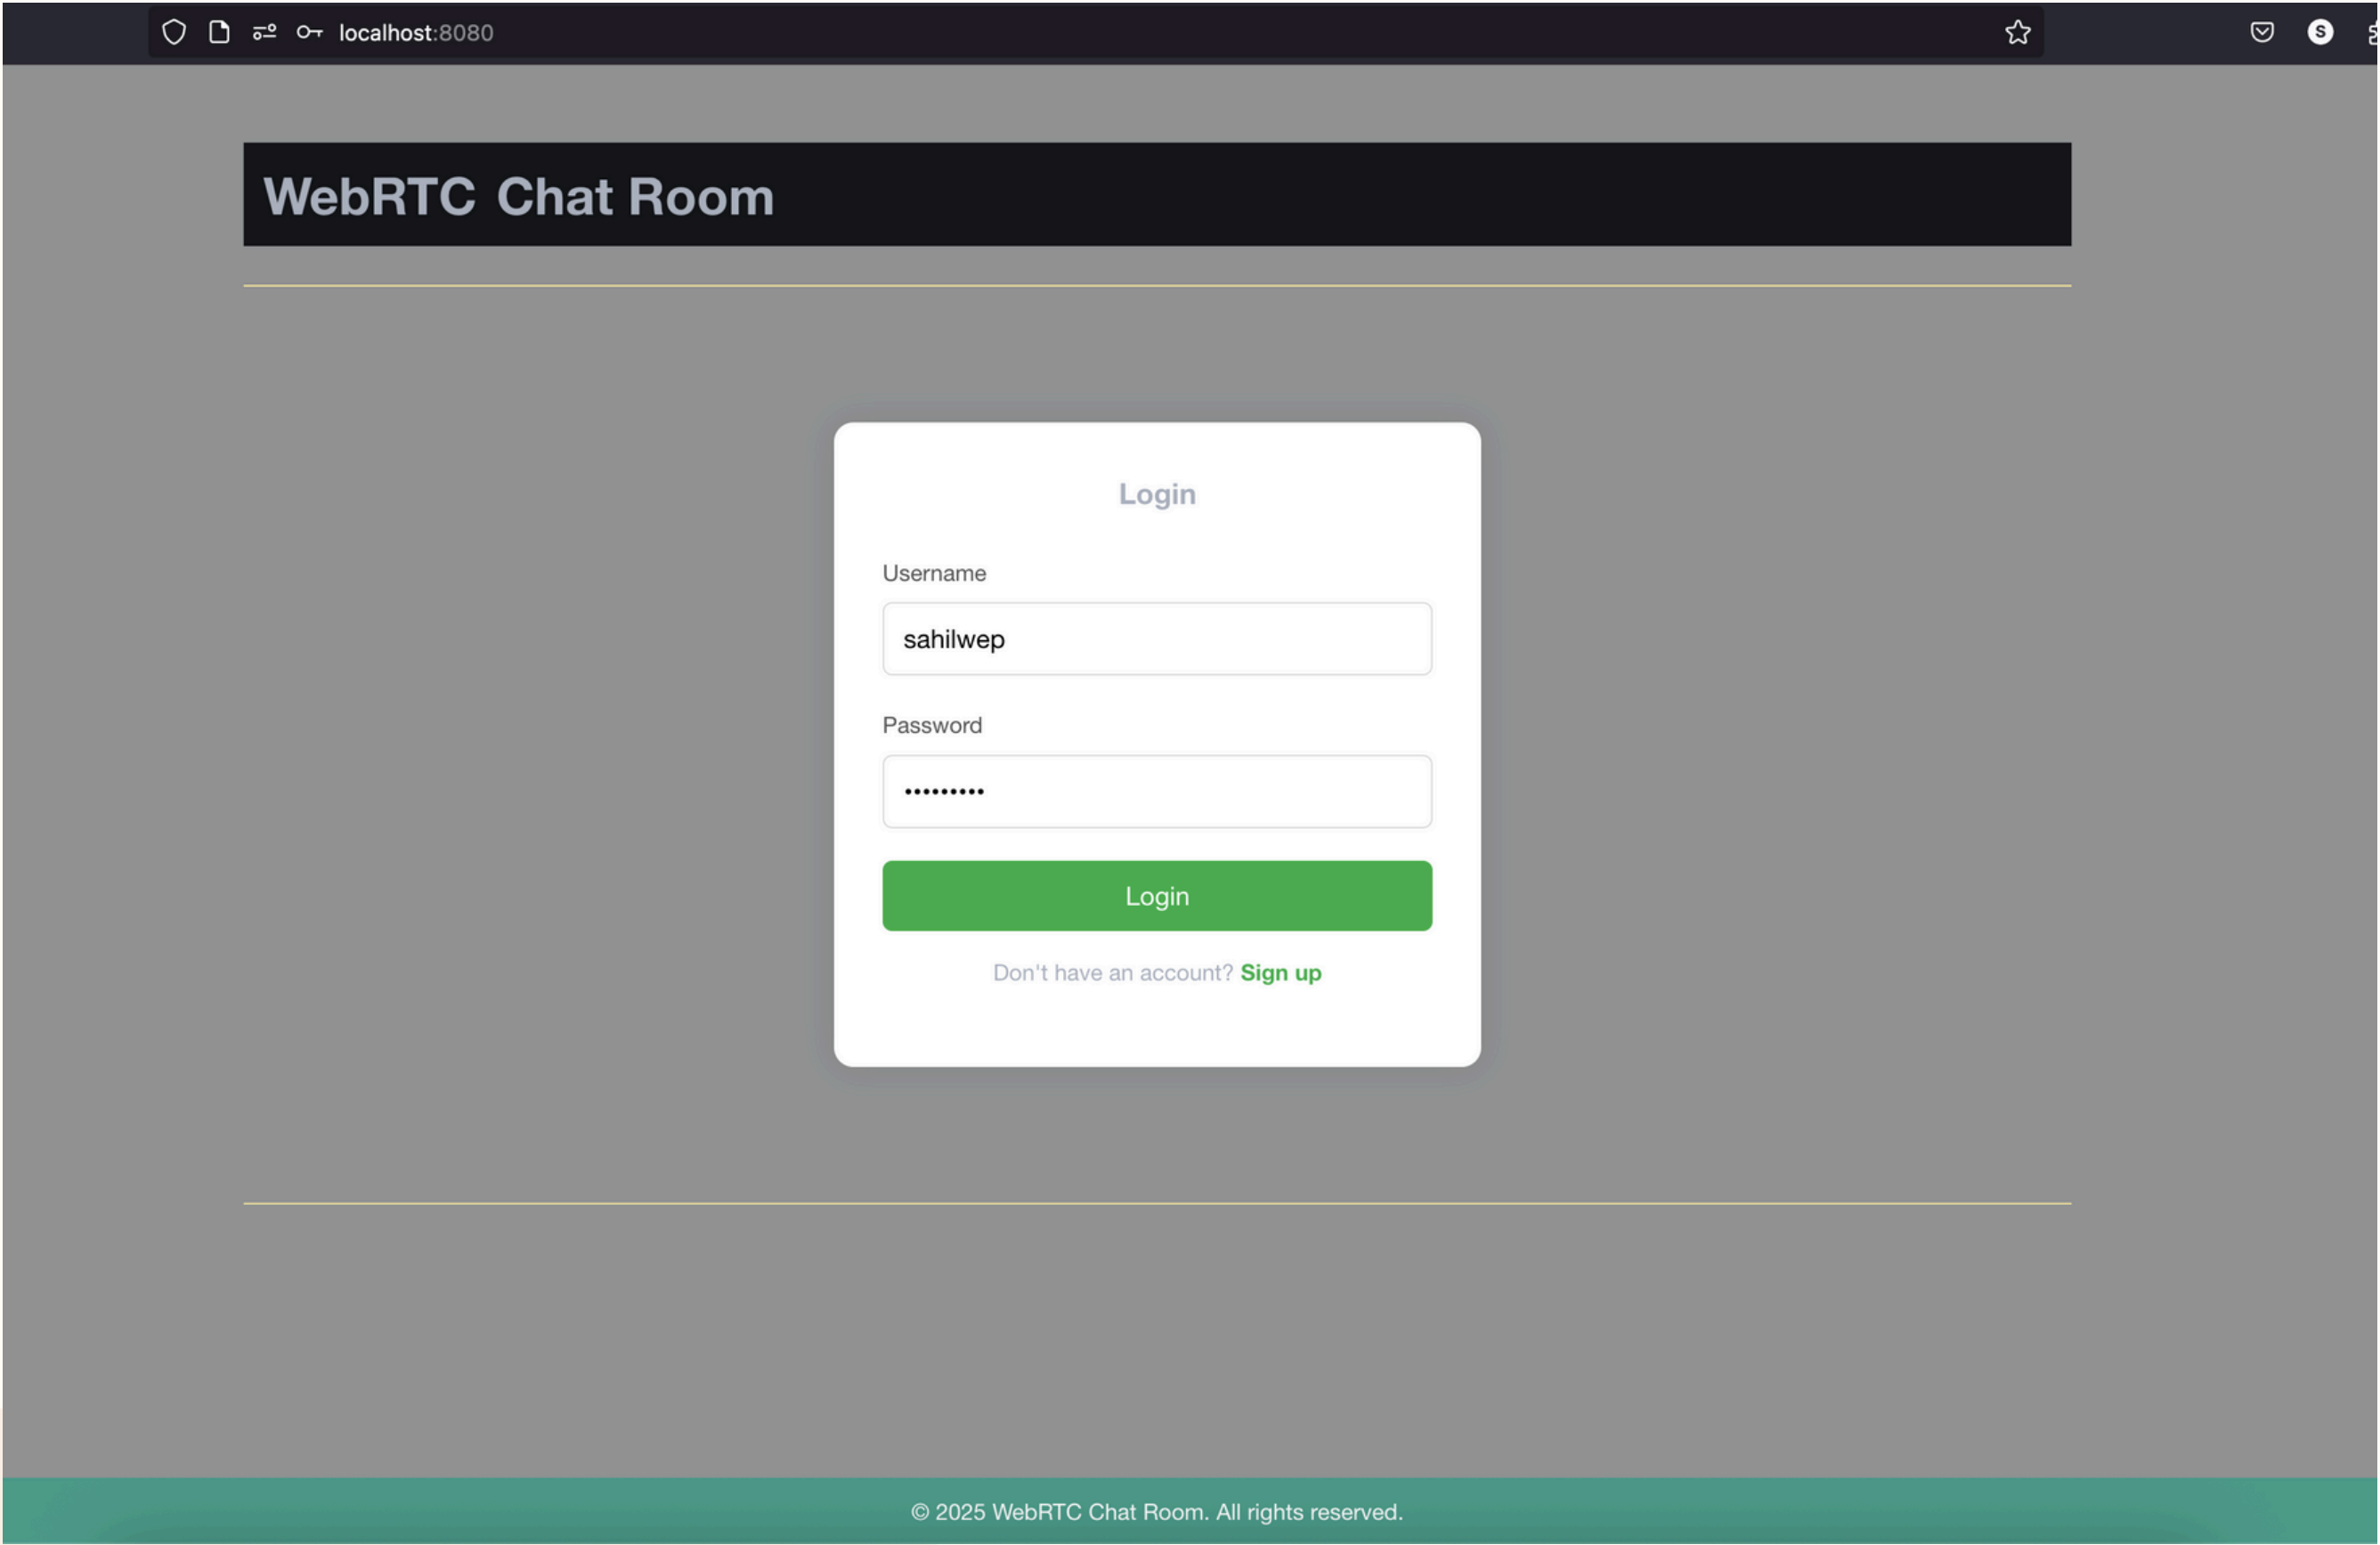 localhost:8080
S
WebRTC Chat Room
Login
Username
sahilwep
Password
•••••••••
Login
Don't have an account? Sign up
© 2025 WebRTC Chat Room. All rights reserved.